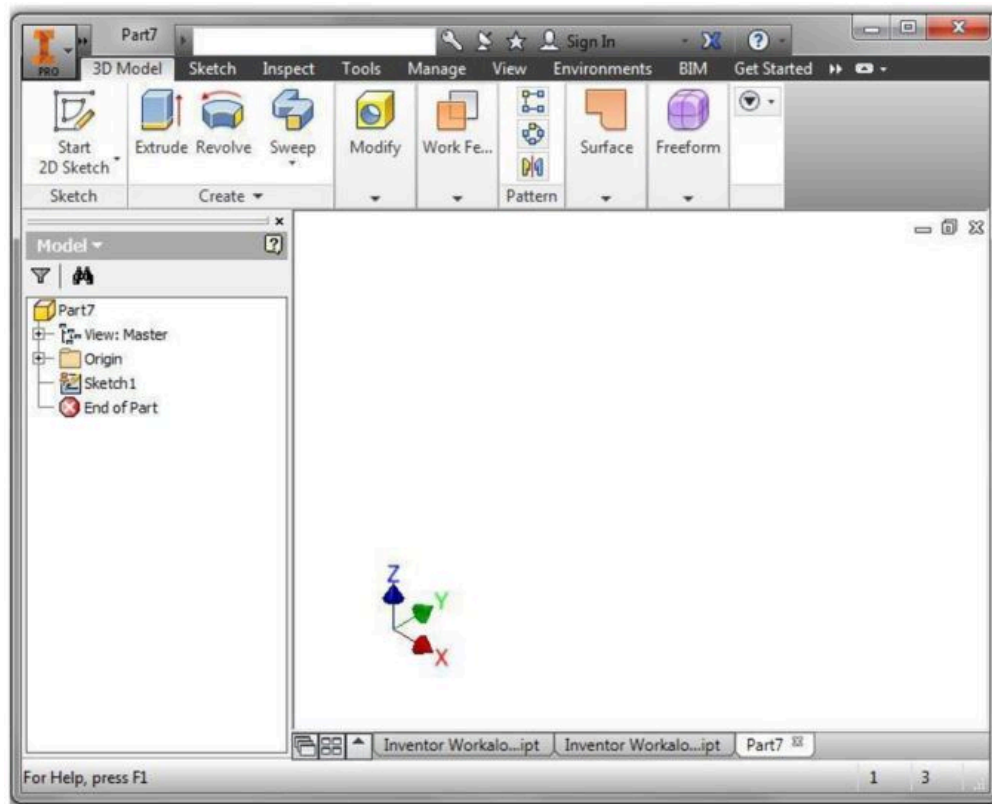 Part7
Sign In
PRO
3D Model Sketch Inspect Tools Manage View Environments BIM Get Started
Start
2D Sketch
Extrude Revolve Sweep
Modify
Work Fe...
Surface
Freeform
Sketch
Create
Pattern
Model
Part7
View: Master
Origin
Sketch1
End of Part
Z
Y
X
Inventor Workalo...ipt Inventor Workalo...ipt Part7
For Help, press F1 1 3